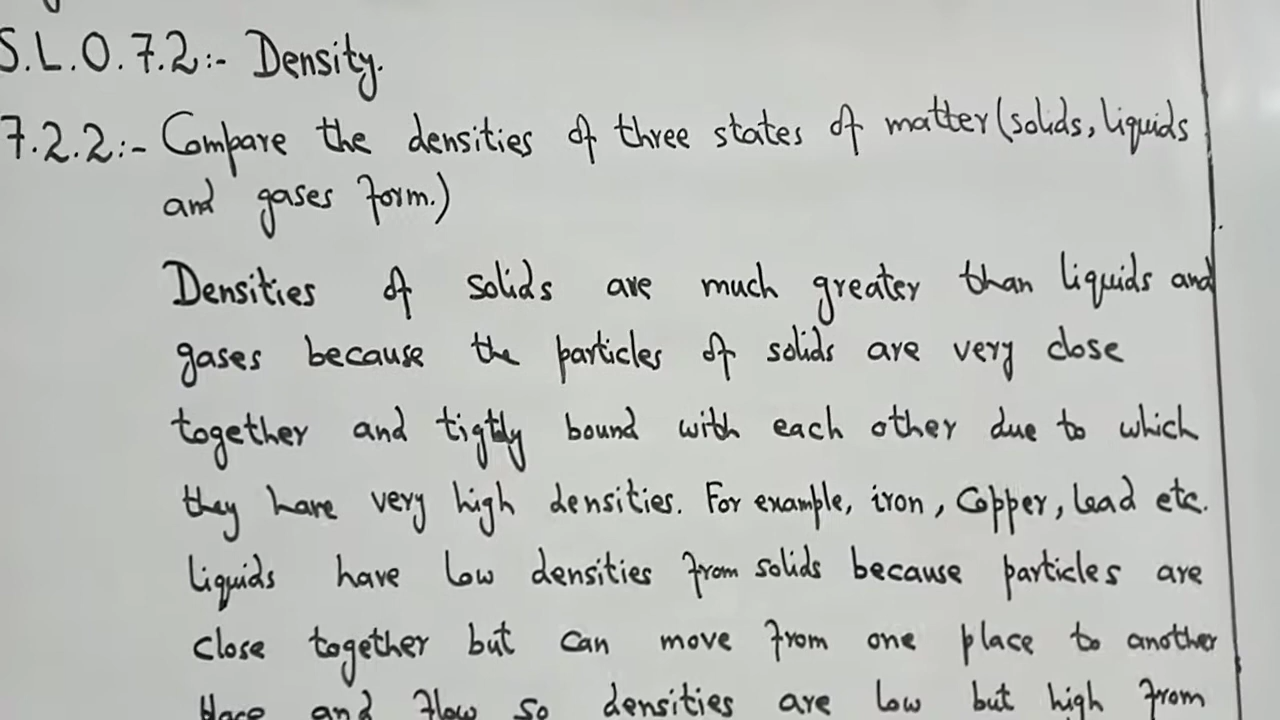 S.L.O.7.2:- Density.
7.2.2:- Compare the densities of three states of matter(solids, liquids
and gases form.)
Densities of solids are much greater than liquids and
gases because the particles of solids are very close
together and tigtly bound with each other due to which
they have very high densities. For example, iron, Copper, lead etc.
liquids have low densities from solids because particles are
close together but can move from one place to another
place and flow so densities are low but high from